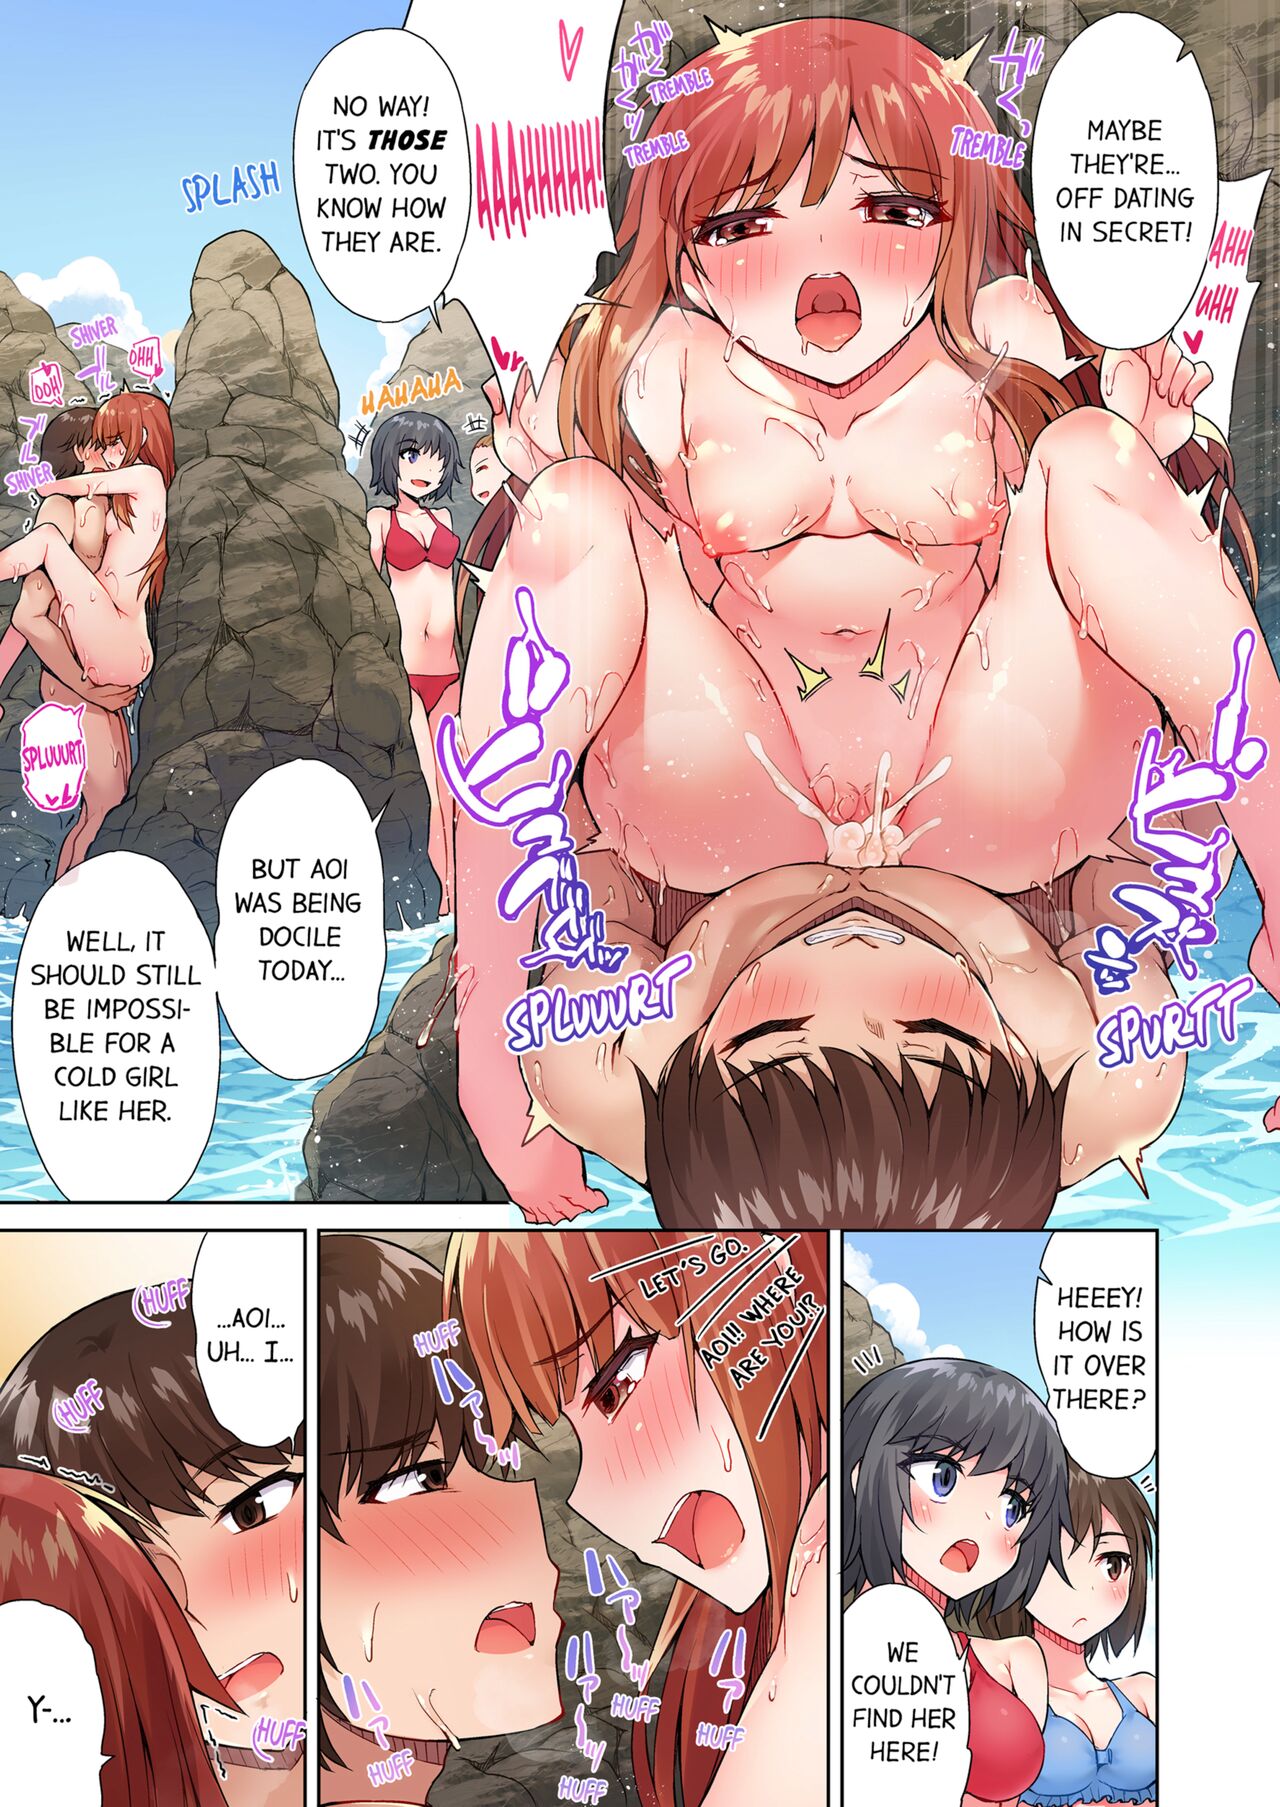 MAYBE
THEY'RE...
OFF DATING
IN SECRET!
AHH
UHH
TREMBLE
TREMBLE
TREMBLE
AAAHHHHHH!
NO WAY!
IT'S THOSE
TWO. YOU
KNOW HOW
THEY ARE.
SPLASH
HAHAHA
SHIVER
OHH
OOH
SHIVER
SPLUUURT
BUT AOI
WAS BEING
DOCILE
TODAY...
WELL, IT
SHOULD STILL
BE IMPOSSI-
BLE FOR A
COLD GIRL
LIKE HER.
SPLUUURT
SPURTT
HEEEY!
HOW IS
IT OVER
THERE?
WE
COULDN'T
FIND HER
HERE!
LET'S GO.
AOI!! WHERE
ARE YOU!?
HUFF
HUFF
HUFF
HUFF
HUFF
HUFF
...AOI...
UH... I...
HUFF
HUFF
HUFF
HUFF
Y-...